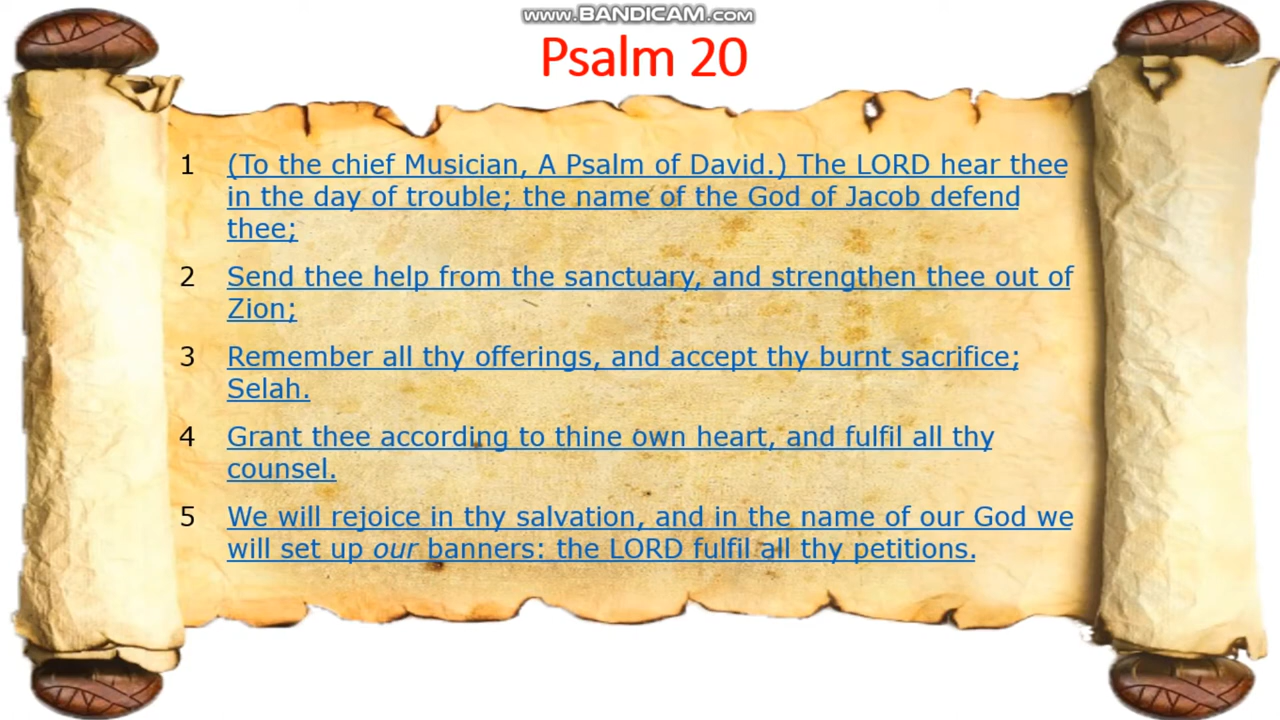 www.BANDICAM.com
Psalm 20
1 (To the chief Musician, A Psalm of David.) The LORD hear thee
in the day of trouble; the name of the God of Jacob defend
thee;
2 Send thee help from the sanctuary, and strengthen thee out of
Zion;
3 Remember all thy offerings, and accept thy burnt sacrifice;
Selah.
4 Grant thee according to thine own heart, and fulfil all thy
counsel.
5 We will rejoice in thy salvation, and in the name of our God we
will set up our banners: the LORD fulfil all thy petitions.